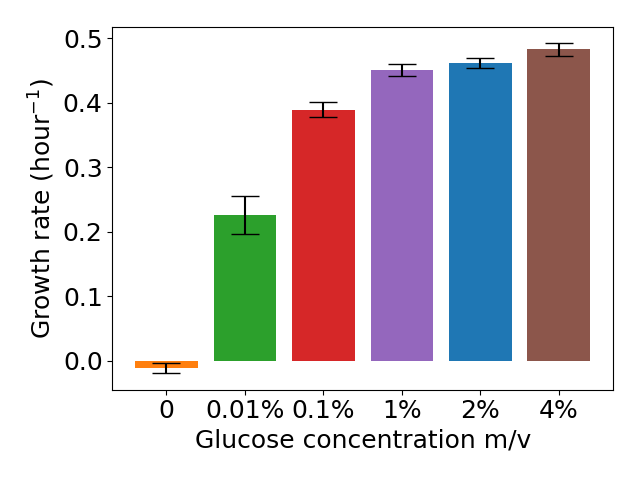 Growth rate (hour⁻¹)
0.5
0.4
0.3
0.2
0.1
0.0
0 0.01% 0.1% 1% 2% 4%
Glucose concentration m/v